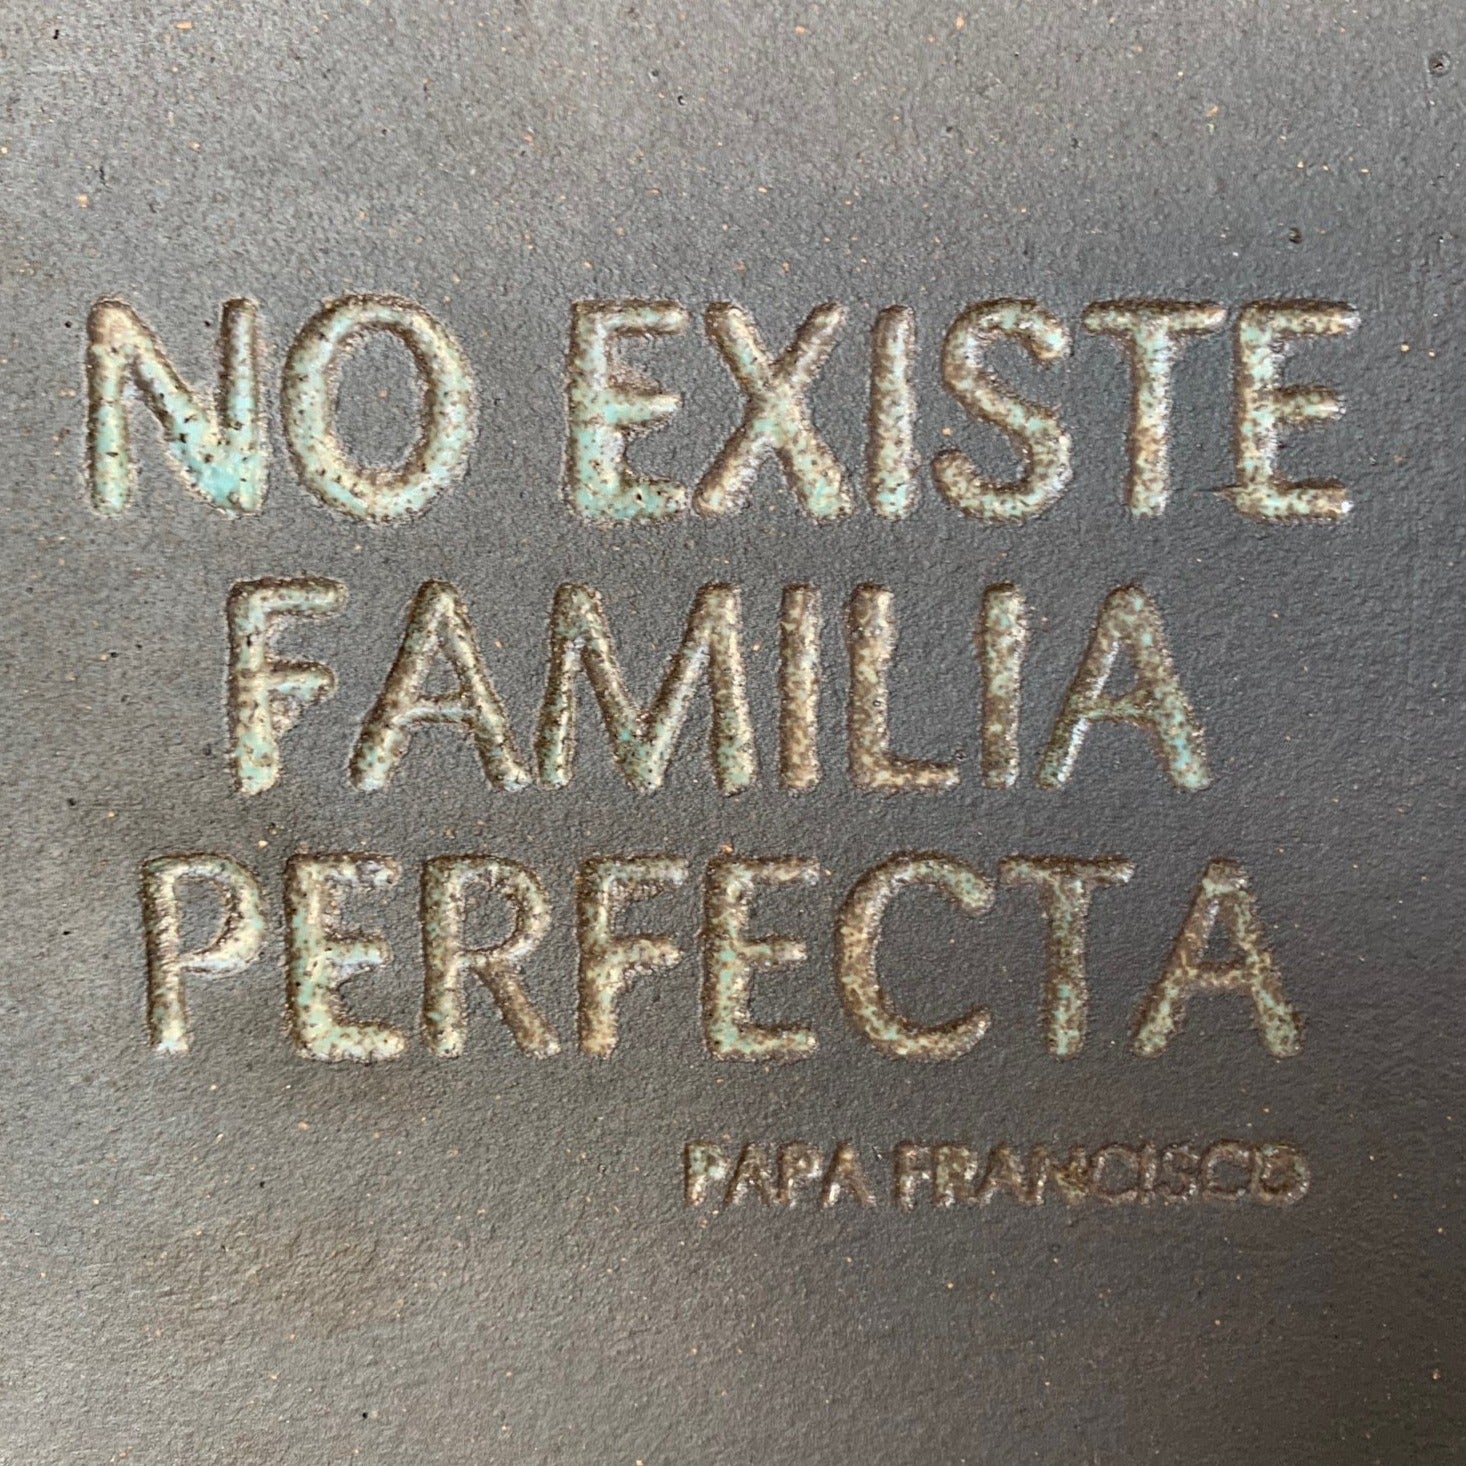 NO EXISTE
FAMILIA
PERFECTA
PAPA FRANCISCO